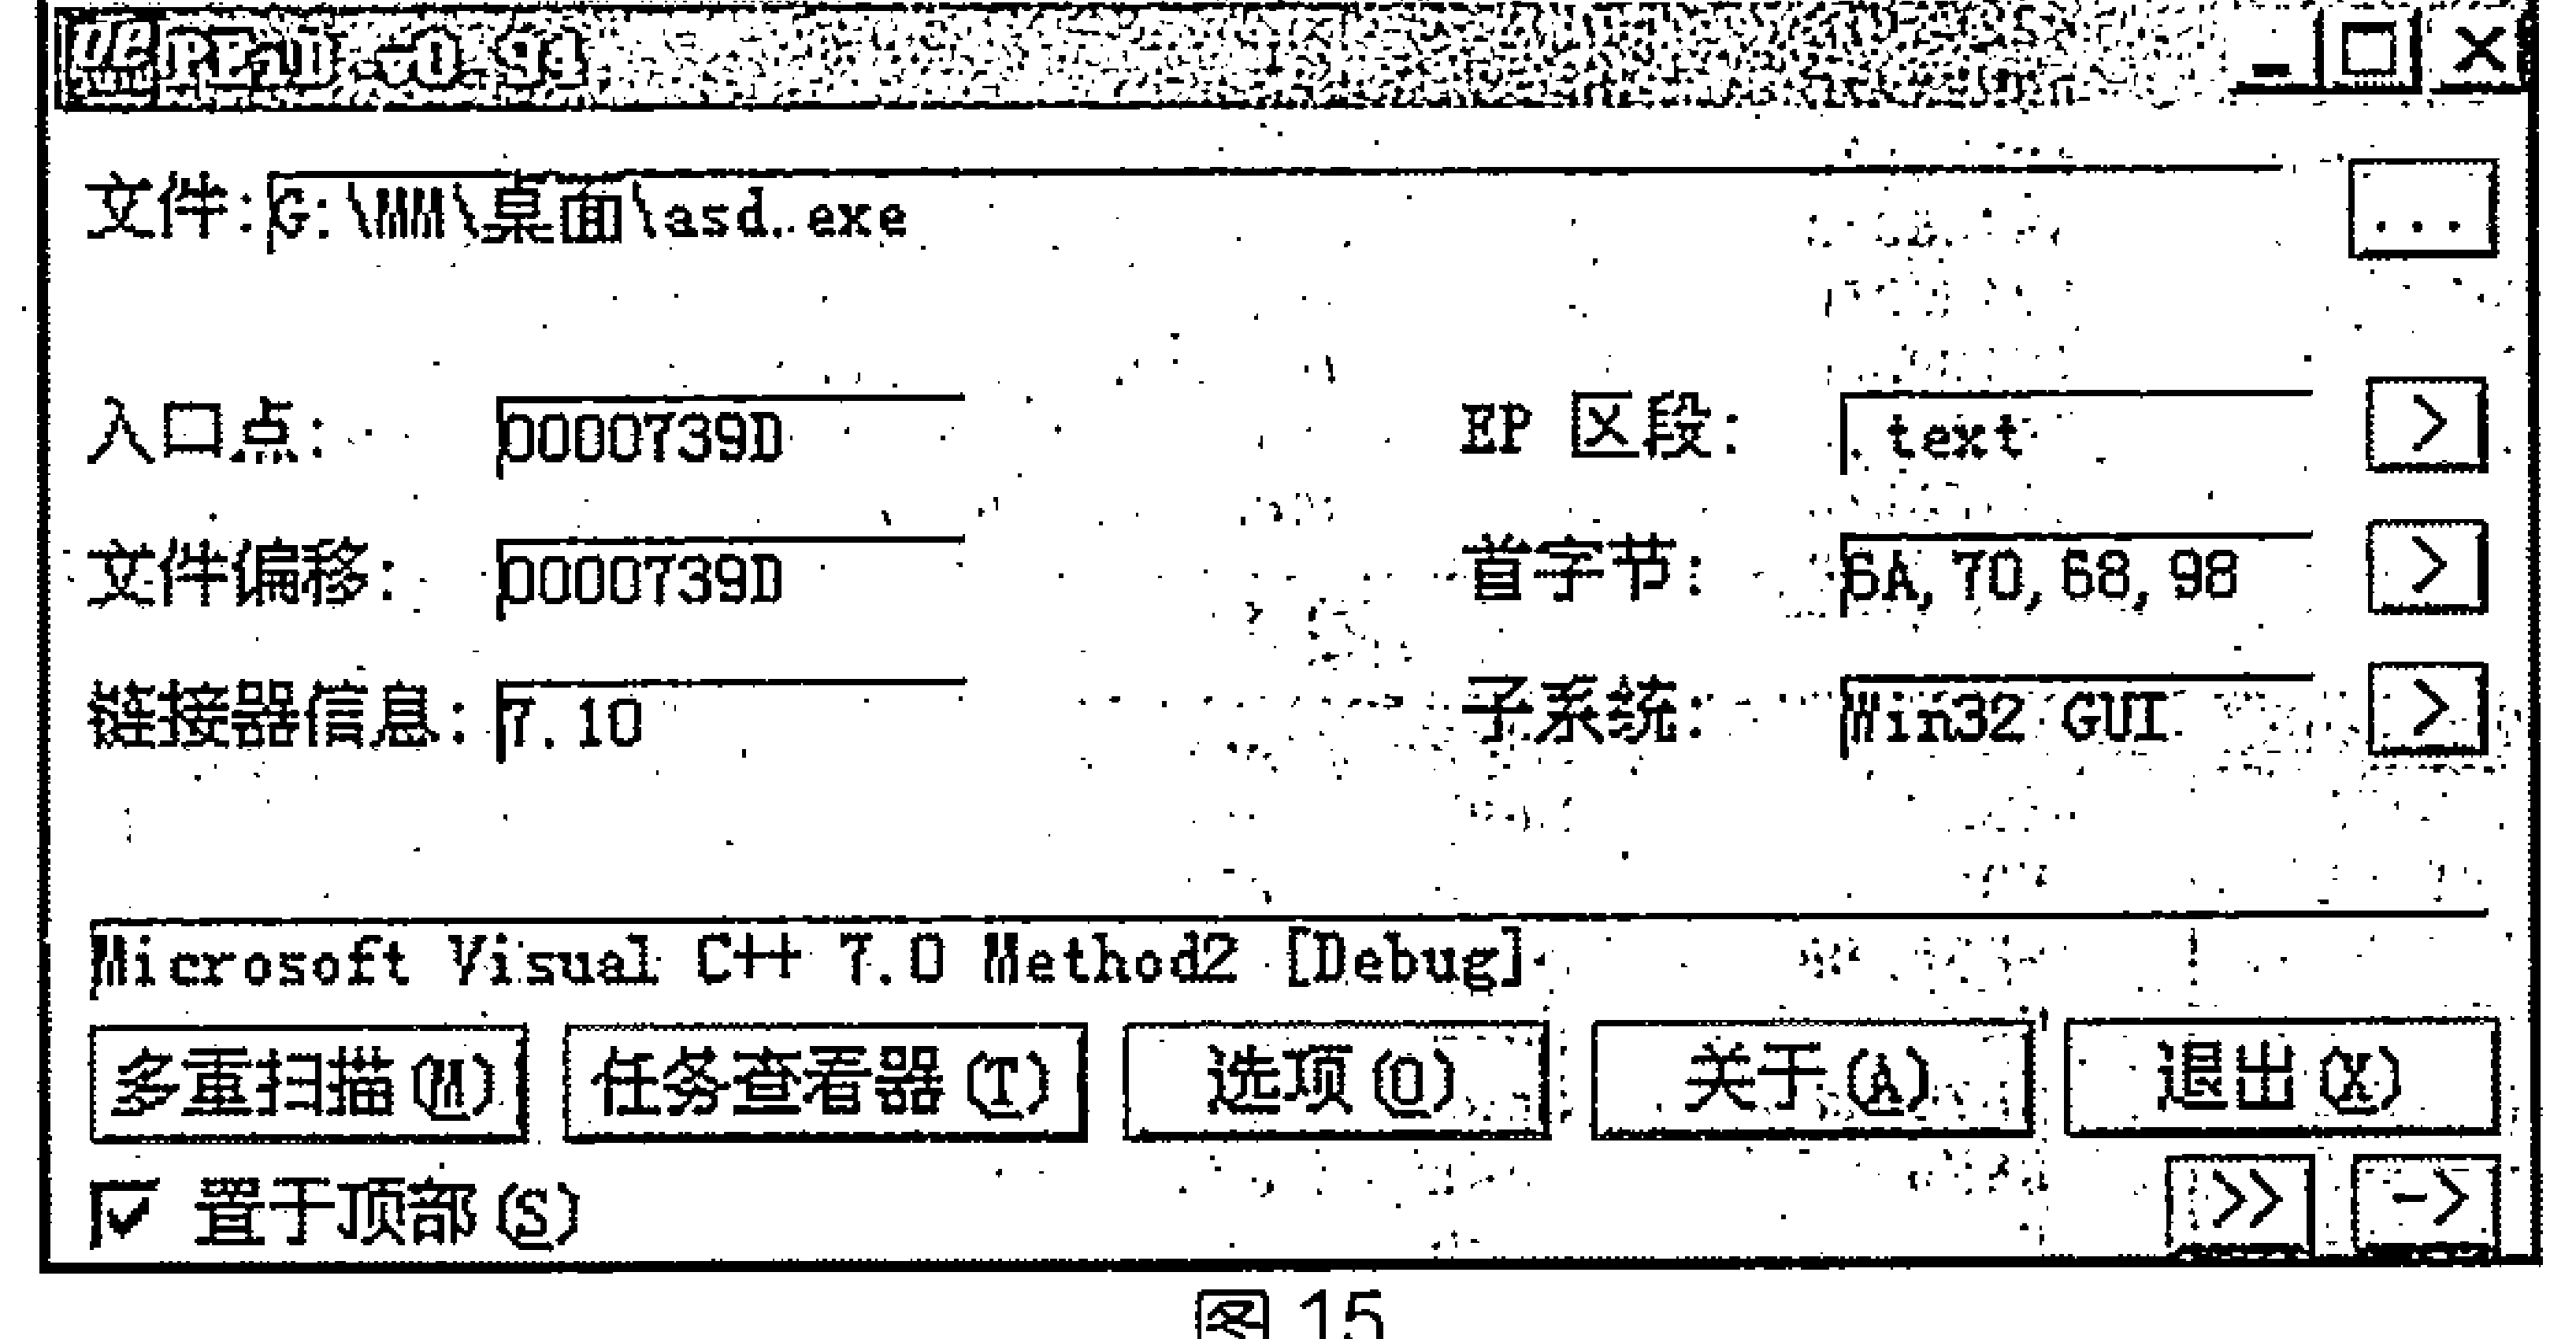 PEiD v0.94
文件: G:\MM\桌面\asd.exe ...
入口点: 0000739D EP 区段: .text >
文件偏移: 0000739D 首字节: 6A,70,68,98 >
链接器信息: 7.10 子系统: Win32 GUI >
Microsoft Visual C++ 7.0 Method2 [Debug]
多重扫描(M) 任务查看器(T) 选项(O) 关于(A) 退出(X)
置于顶部(S) >> ->
图 15